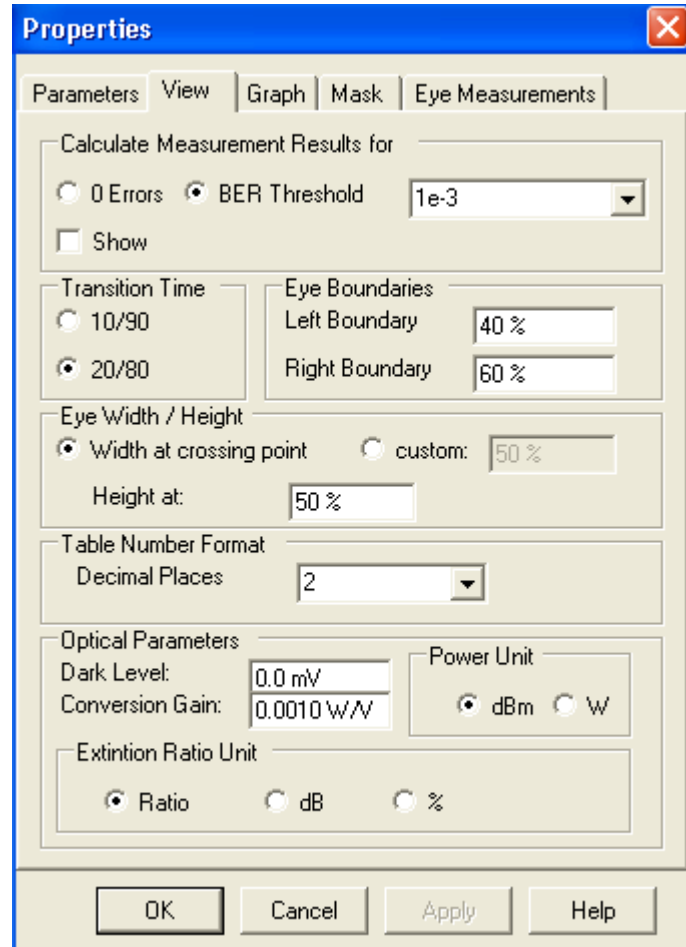 Properties
Parameters View Graph Mask Eye Measurements
Calculate Measurement Results for
0 Errors BER Threshold 1e-3
Show
Transition Time
10/90
20/80
Eye Boundaries
Left Boundary 40 %
Right Boundary 60 %
Eye Width / Height
Width at crossing point custom: 50 %
Height at: 50 %
Table Number Format
Decimal Places 2
Optical Parameters
Dark Level: 0.0 mV
Conversion Gain: 0.0010 W/V
Power Unit
dBm W
Extintion Ratio Unit
Ratio dB %
OK Cancel Apply Help